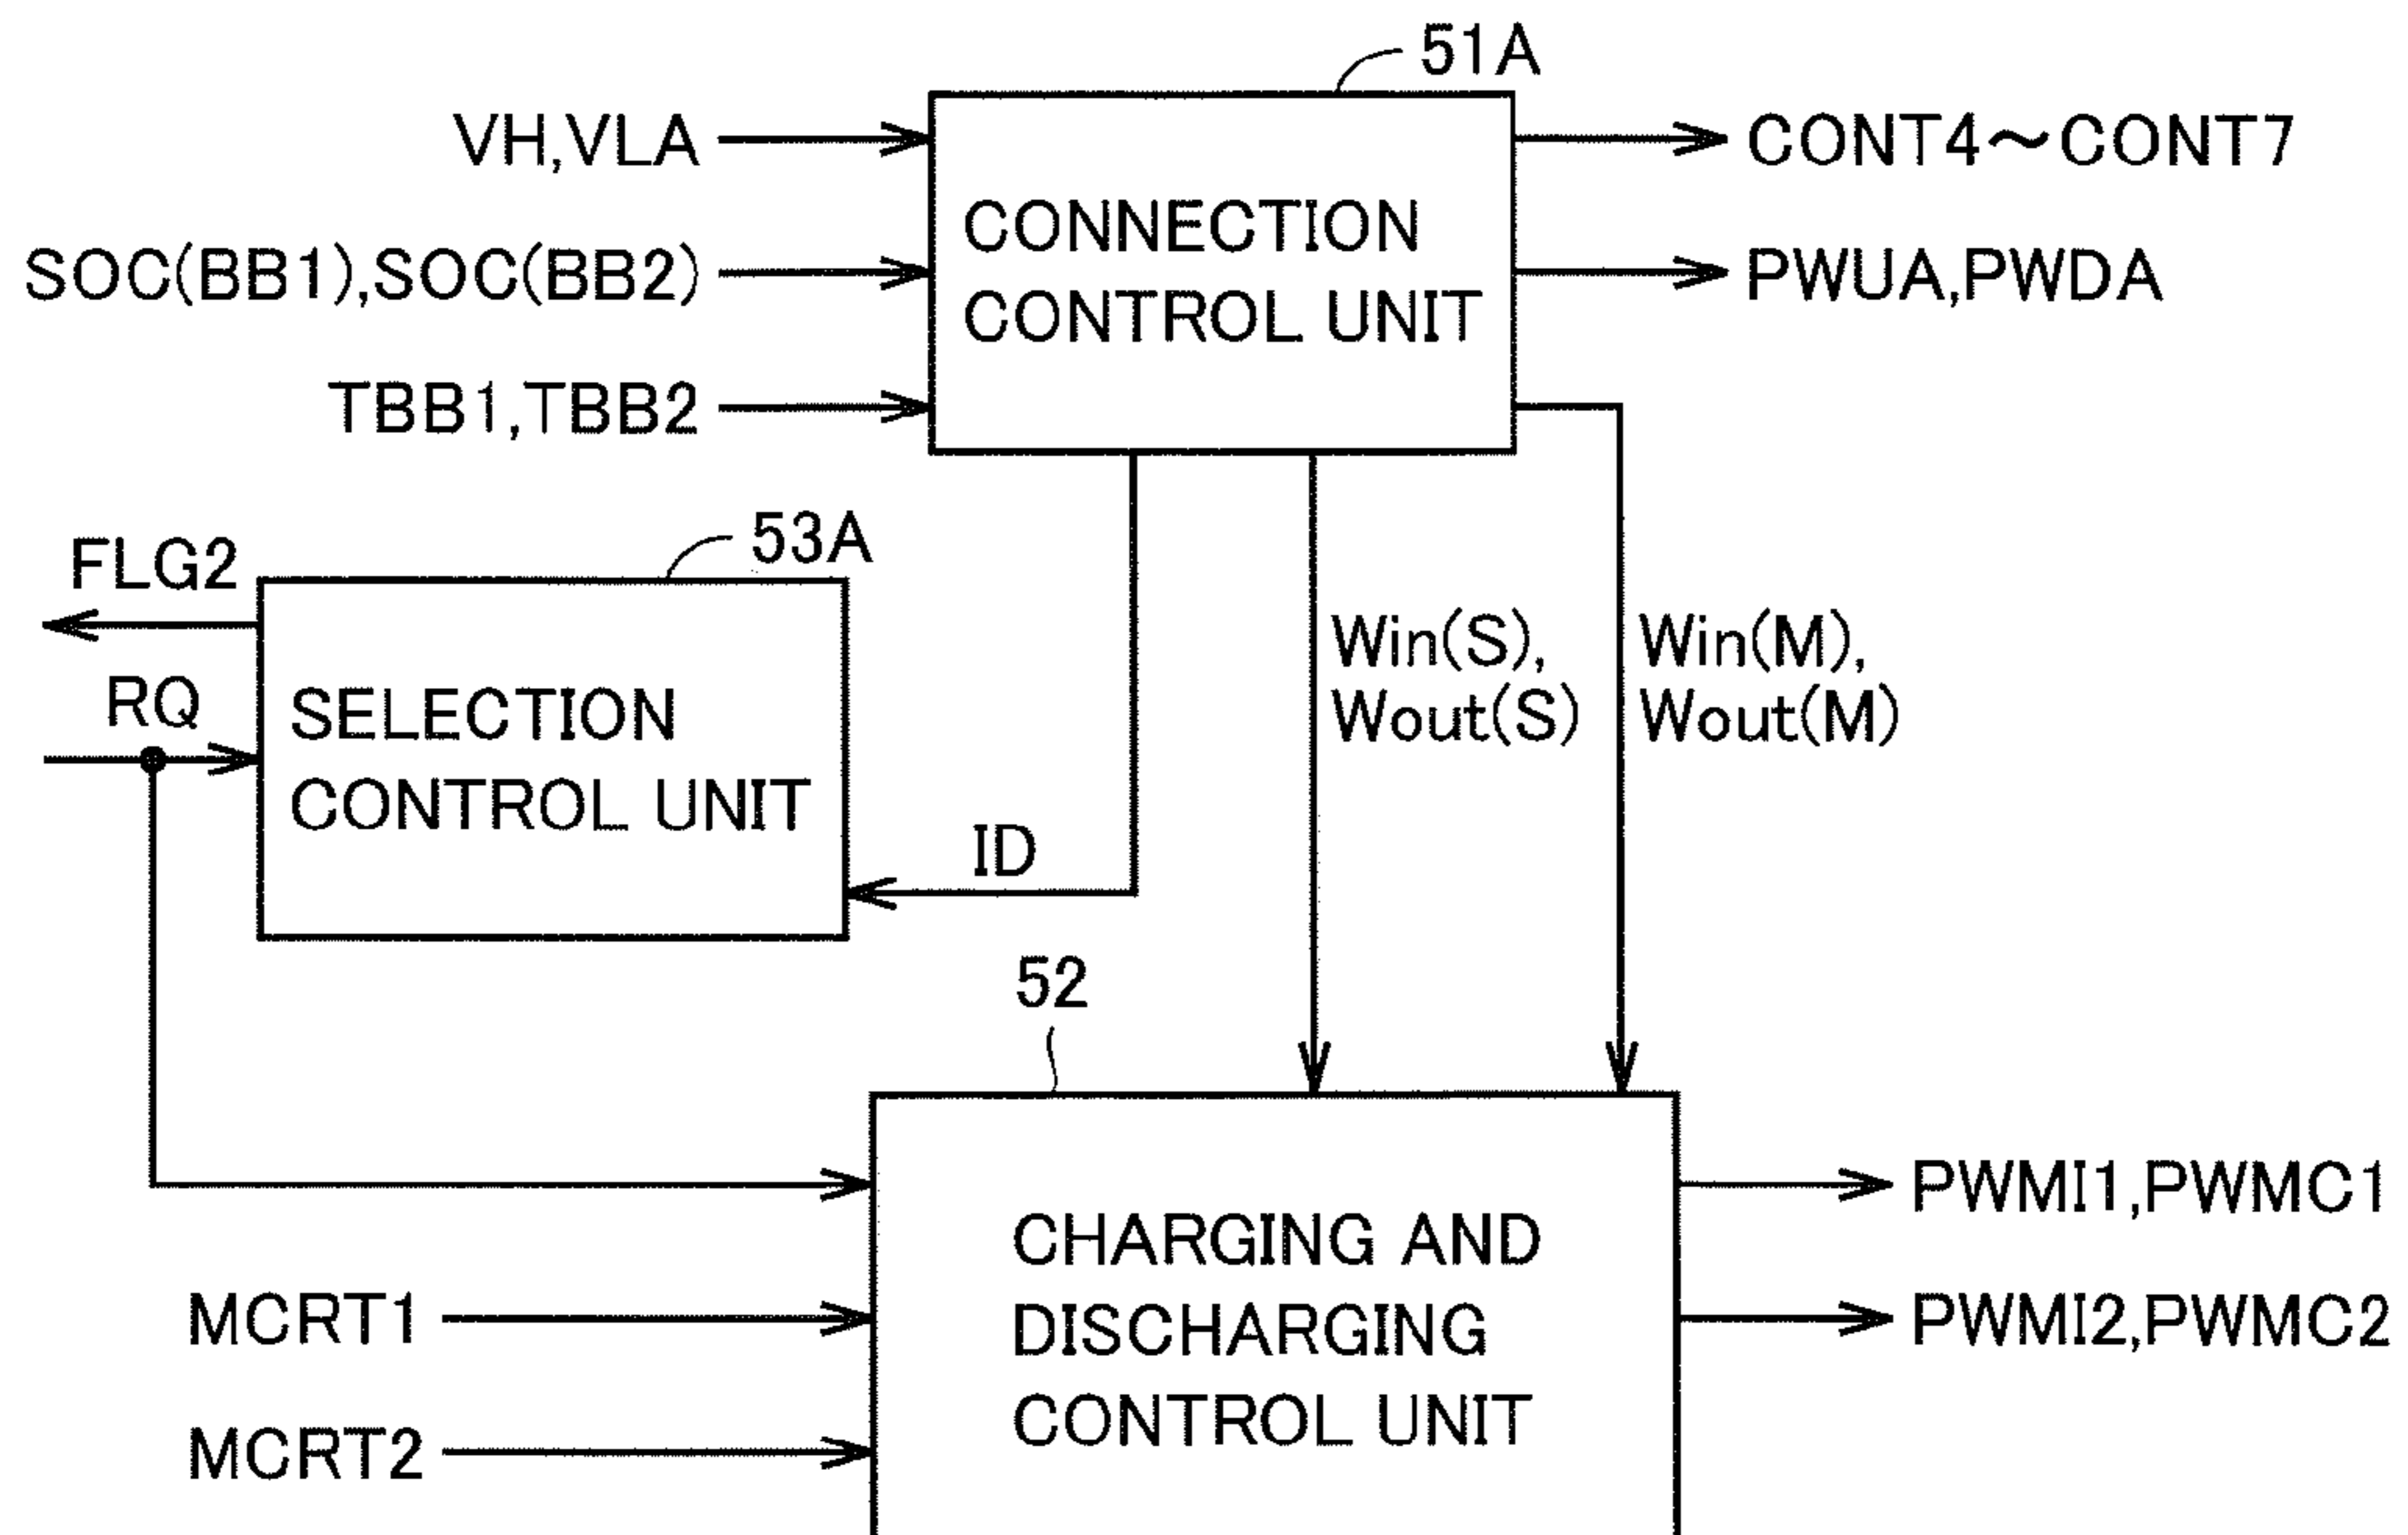 51A
VH,VLA
CONT4～CONT7
CONNECTION
CONTROL UNIT
SOC(BB1),SOC(BB2)
PWUA,PWDA
TBB1,TBB2
53A
FLG2
RQ
SELECTION
CONTROL UNIT
Win(S),
Wout(S)
Win(M),
Wout(M)
ID
52
CHARGING AND
DISCHARGING
CONTROL UNIT
PWMI1,PWMC1
MCRT1
PWMI2,PWMC2
MCRT2